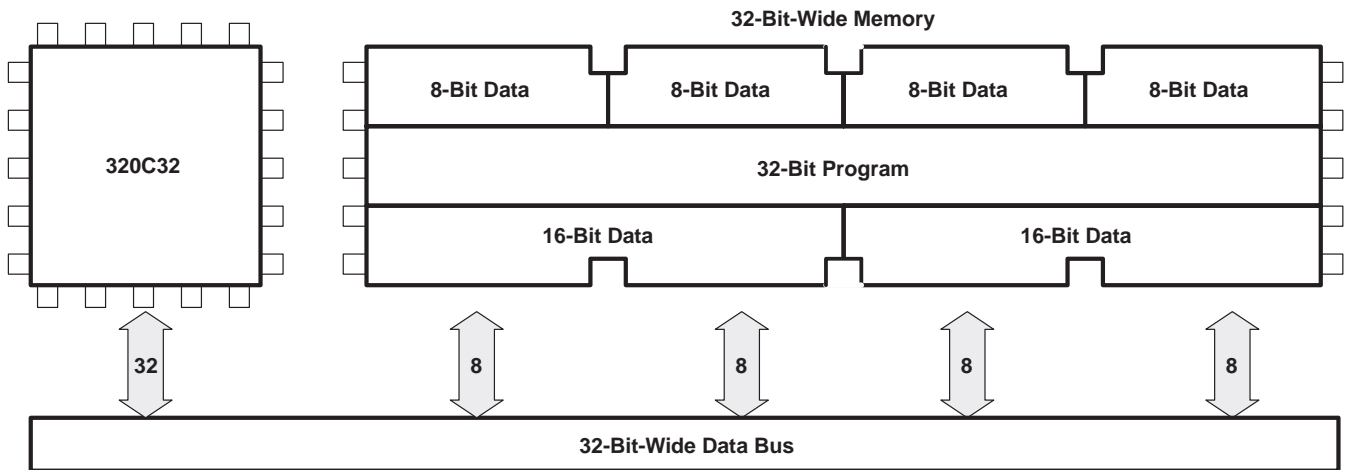 32-Bit-Wide Memory
8-Bit Data
8-Bit Data
8-Bit Data
8-Bit Data
320C32
32-Bit Program
16-Bit Data
16-Bit Data
32
8
8
8
8
32-Bit-Wide Data Bus